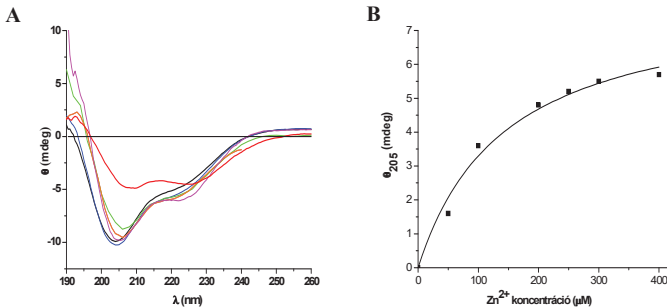 A
10
5
0
-5
-10
θ (mdeg)
190 200 210 220 230 240 250 260
λ (nm)
B
7
6
5
4
3
2
1
0
θ205 (mdeg)
0 100 200 300 400
Zn2+ koncentráció (μM)